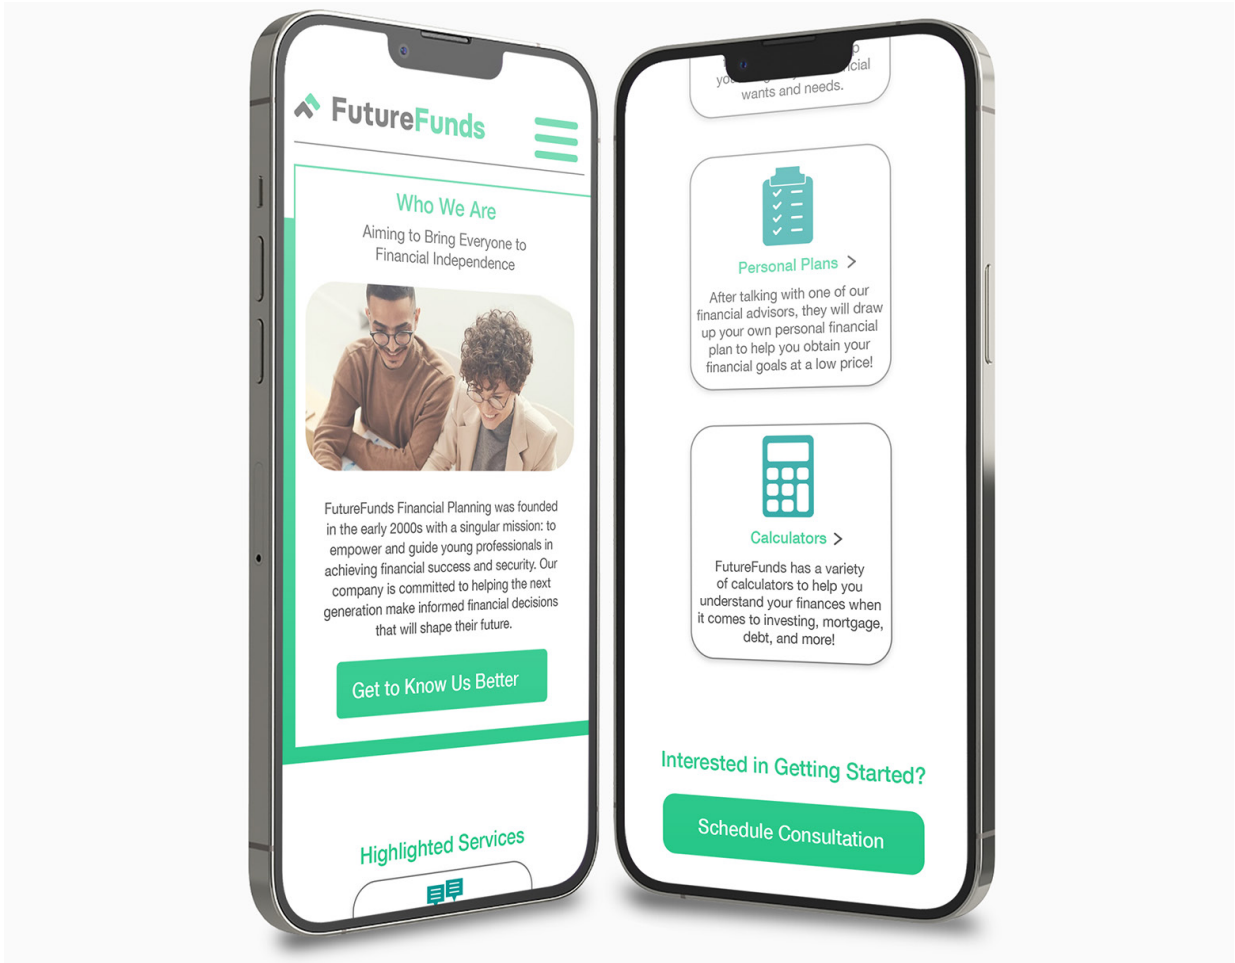 FutureFunds
Who We Are
Aiming to Bring Everyone to
Financial Independence
FutureFunds Financial Planning was founded
in the early 2000s with a singular mission: to
empower and guide young professionals in
achieving financial success and security. Our
company is committed to helping the next
generation make informed financial decisions
that will shape their future.
Get to Know Us Better
Highlighted Services
wants and needs.
Personal Plans >
After talking with one of our
financial advisors, they will draw
up your own personal financial
plan to help you obtain your
financial goals at a low price!
Calculators >
FutureFunds has a variety
of calculators to help you
understand your finances when
it comes to investing, mortgage,
debt, and more!
Interested in Getting Started?
Schedule Consultation